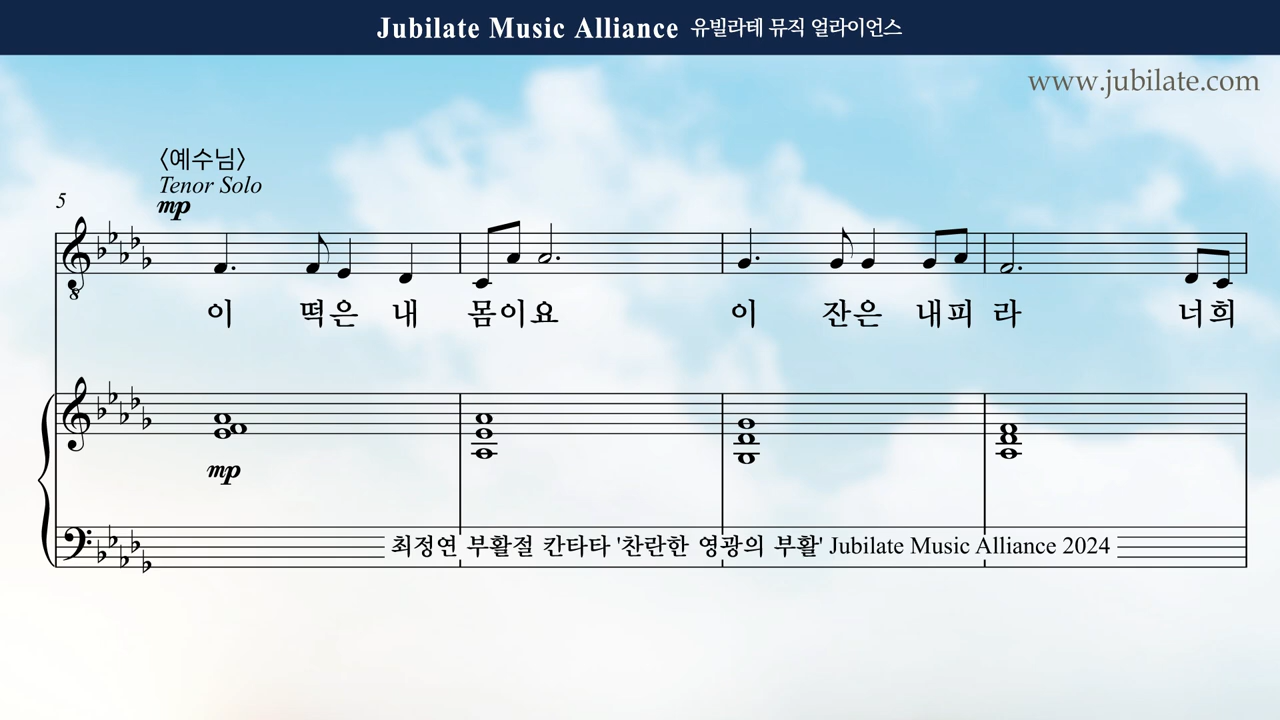 Jubilate Music Alliance 유빌라테 뮤직 얼라이언스
www.jubilate.com
〈예수님〉
Tenor Solo
5
mp
이 떡은 내 몸이요 이 잔은 내피 라 너희
mp
최정연 부활절 칸타타 '찬란한 영광의 부활' Jubilate Music Alliance 2024